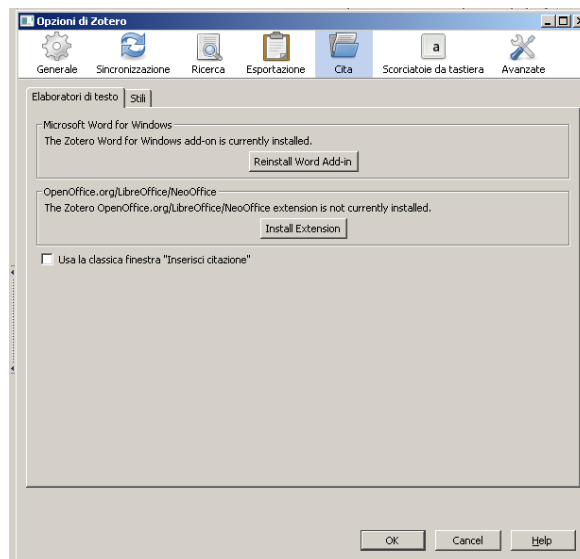 Opzioni di Zotero
Generale Sincronizzazione Ricerca Esportazione Cita Scorciatoie da tastiera Avanzate
a
Elaboratori di testo Stili
Microsoft Word for Windows
The Zotero Word for Windows add-on is currently installed.
Reinstall Word Add-in
OpenOffice.org/LibreOffice/NeoOffice
The Zotero OpenOffice.org/LibreOffice/NeoOffice extension is not currently installed.
Install Extension
Usa la classica finestra "Inserisci citazione"
OK Cancel Help